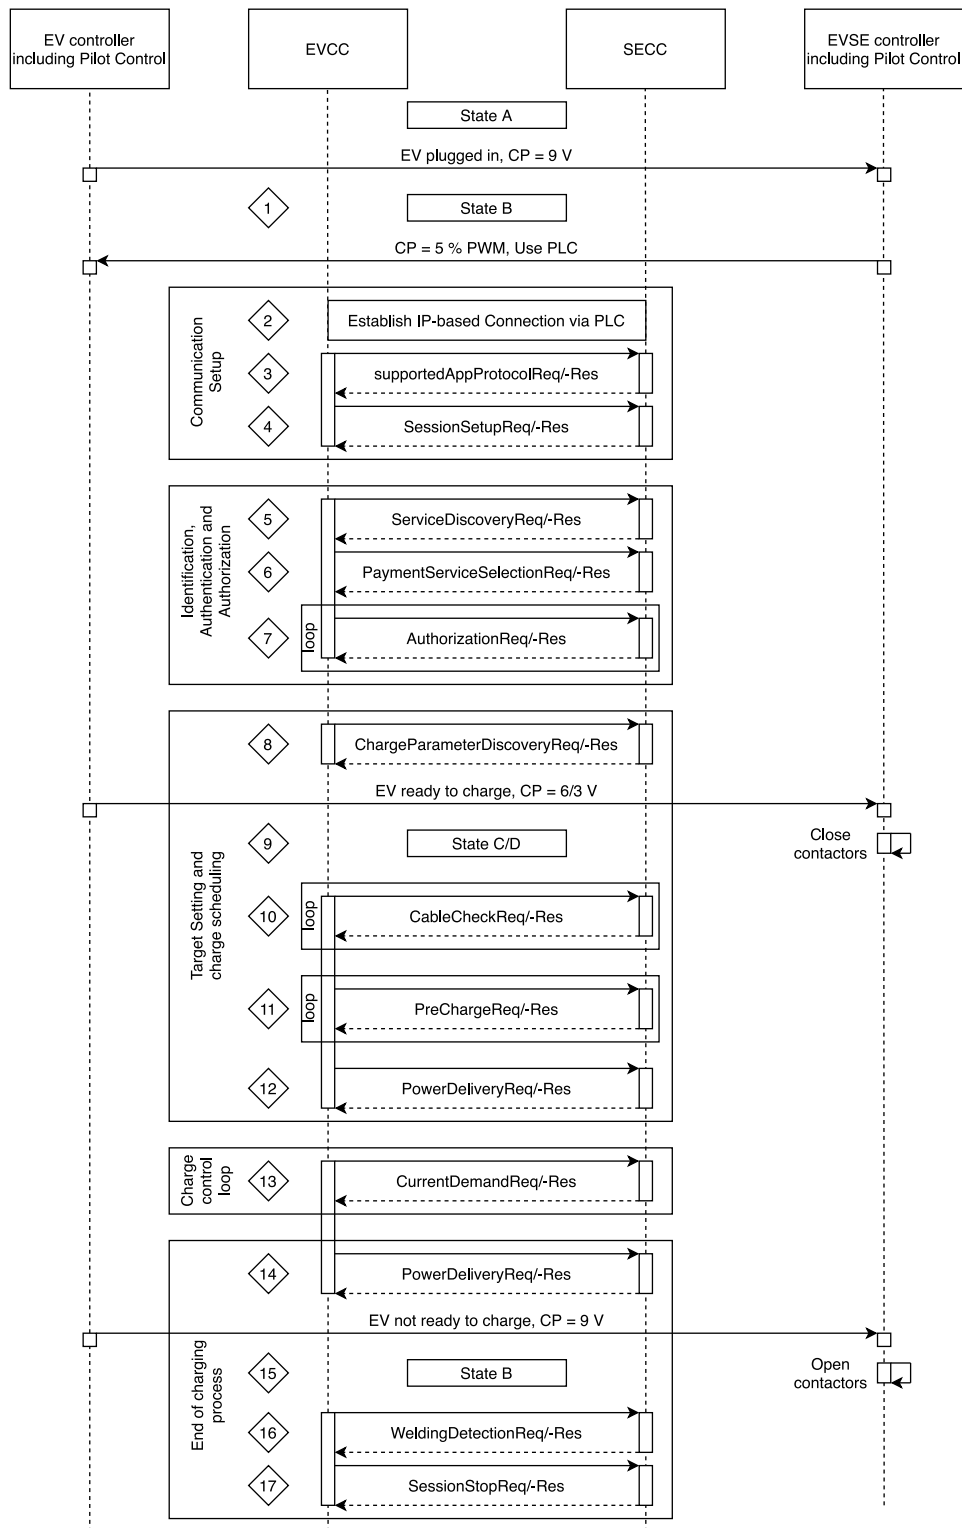 EV controller
including Pilot Control
EVCC
SECC
EVSE controller
including Pilot Control
State A
EV plugged in, CP = 9 V
1
State B
CP = 5 % PWM, Use PLC
Communication
Setup
2
Establish IP-based Connection via PLC
3
supportedAppProtocolReq/-Res
4
SessionSetupReq/-Res
Identification,
Authentication and
Authorization
5
ServiceDiscoveryReq/-Res
6
PaymentServiceSelectionReq/-Res
7
loop
AuthorizationReq/-Res
Target Setting and
charge scheduling
8
ChargeParameterDiscoveryReq/-Res
EV ready to charge, CP = 6/3 V
9
State C/D
Close
contactors
10
loop
CableCheckReq/-Res
11
loop
PreChargeReq/-Res
12
PowerDeliveryReq/-Res
Charge
control
loop
13
CurrentDemandReq/-Res
End of charging
process
14
PowerDeliveryReq/-Res
EV not ready to charge, CP = 9 V
15
State B
Open
contactors
16
WeldingDetectionReq/-Res
17
SessionStopReq/-Res